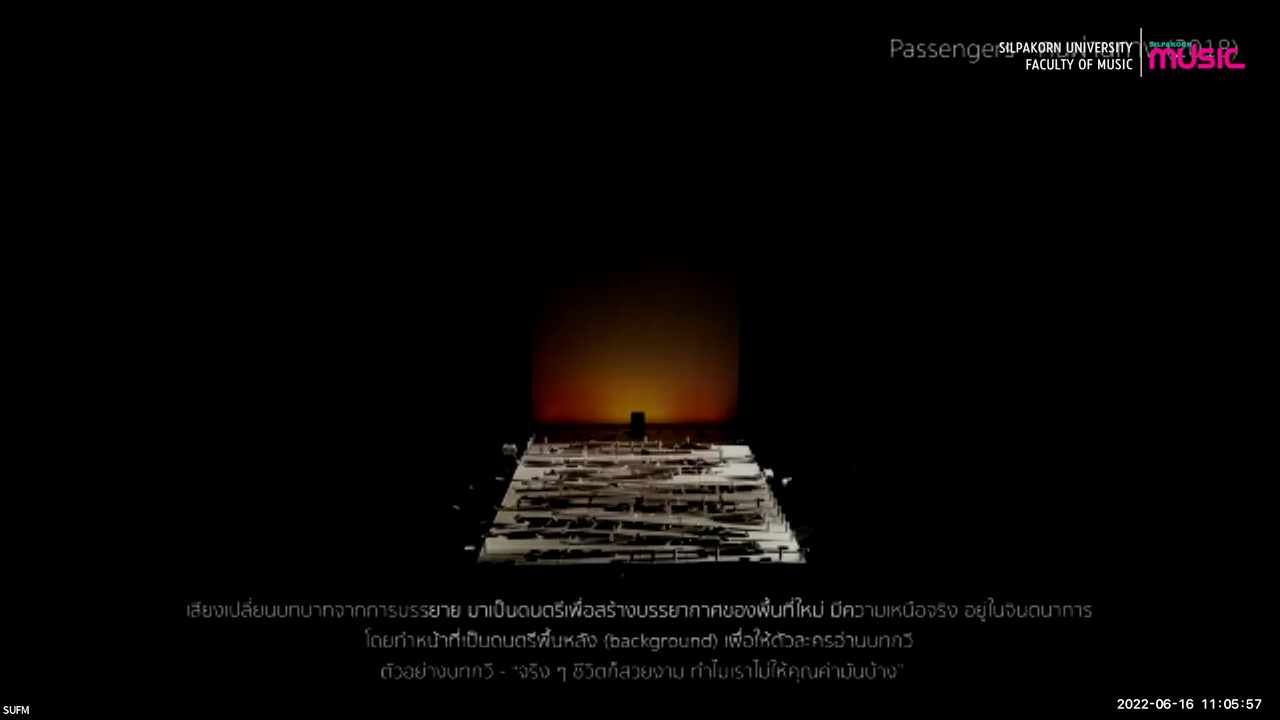 Passengers
SILPAKORN UNIVERSITY
FACULTY OF MUSIC
SILPAKORN
music
เสียงเปลี่ยนบทบาทจากการบรรยาย มาเป็นดนตรีเพื่อสร้างบรรยากาศของพื้นที่ใหม่ มีความเหนือจริง อยู่ในจินตนาการ
โดยทำหน้าที่เป็นดนตรีพื้นหลัง (background) เพื่อให้ตัวละครอ่านบทกวี
ตัวอย่างบทกวี - “จริง ๆ ชีวิตก็สวยงาม ทำไมเราไม่ให้คุณค่ามันบ้าง”
SUFM
2022-06-16 11:05:57